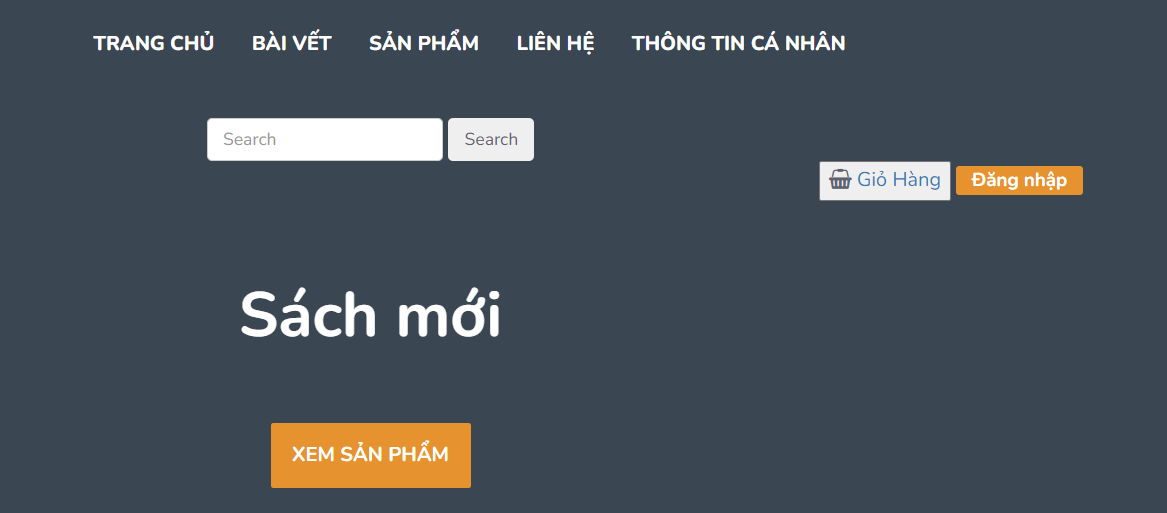 TRANG CHỦ BÀI VẾT SẢN PHẨM LIÊN HỆ THÔNG TIN CÁ NHÂN
Search Search
Giỏ Hàng Đăng nhập
Sách mới
XEM SẢN PHẨM